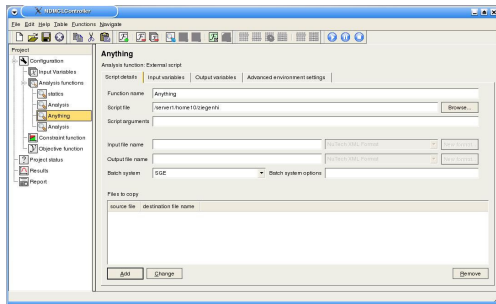 NDMGuiController
File Edit Help Table Functions Navigate
Project
Configuration
Input Variables
Analysis functions
statics
Analysis
Anything
Analysis
Constraint function
Objective function
Project status
Results
Report
Anything
Analysis function: External script
Script details Input variables Output variables Advanced environment settings
Function name Anything
Script file /server1/home10/ziegenhi Browse...
Script arguments
Input file name
Output file name
Batch system SGE Batch system options
Files to copy
source file destination file name
Add Change Remove